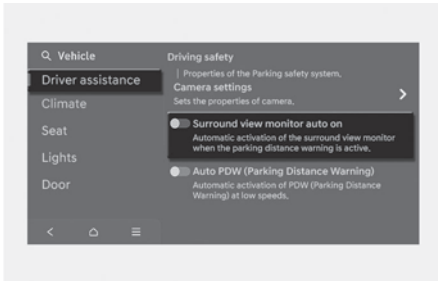 Vehicle
Driver assistance
Climate
Seat
Lights
Door
Driving safety
| Properties of the Parking safety system.
Camera settings
Sets the properties of camera.
Surround view monitor auto on
Automatic activation of the surround view monitor
when the parking distance warning is active.
Auto PDW (Parking Distance Warning)
Automatic activation of PDW (Parking Distance
Warning) at low speeds.